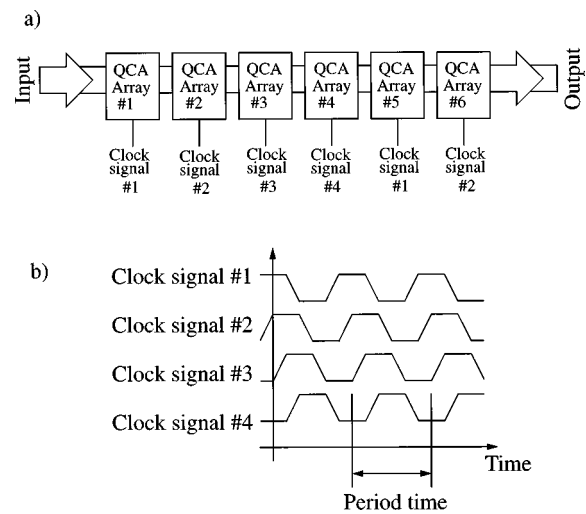 a)
Input
QCA Array #1
QCA Array #2
QCA Array #3
QCA Array #4
QCA Array #5
QCA Array #6
Output
Clock signal #1
Clock signal #2
Clock signal #3
Clock signal #4
Clock signal #1
Clock signal #2
b)
Clock signal #1
Clock signal #2
Clock signal #3
Clock signal #4
Time
Period time